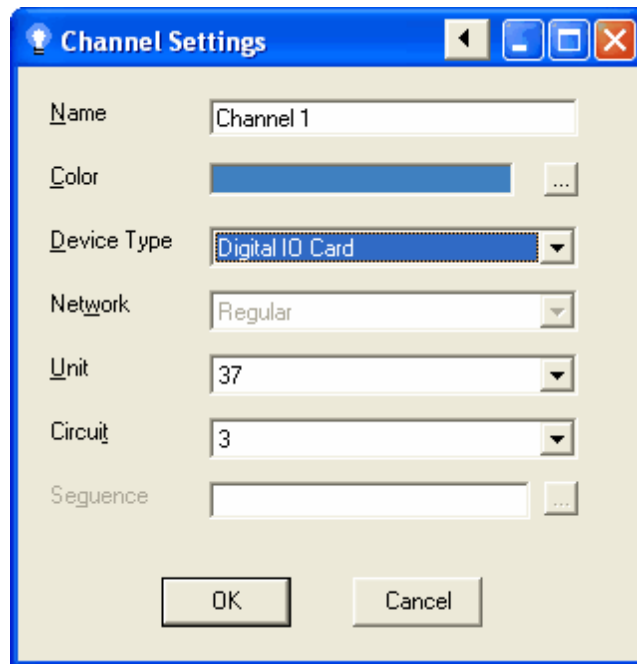 Channel Settings
Name Channel 1
Color ...
Device Type Digital IO Card
Network Regular
Unit 37
Circuit 3
Seguence ...
OK Cancel